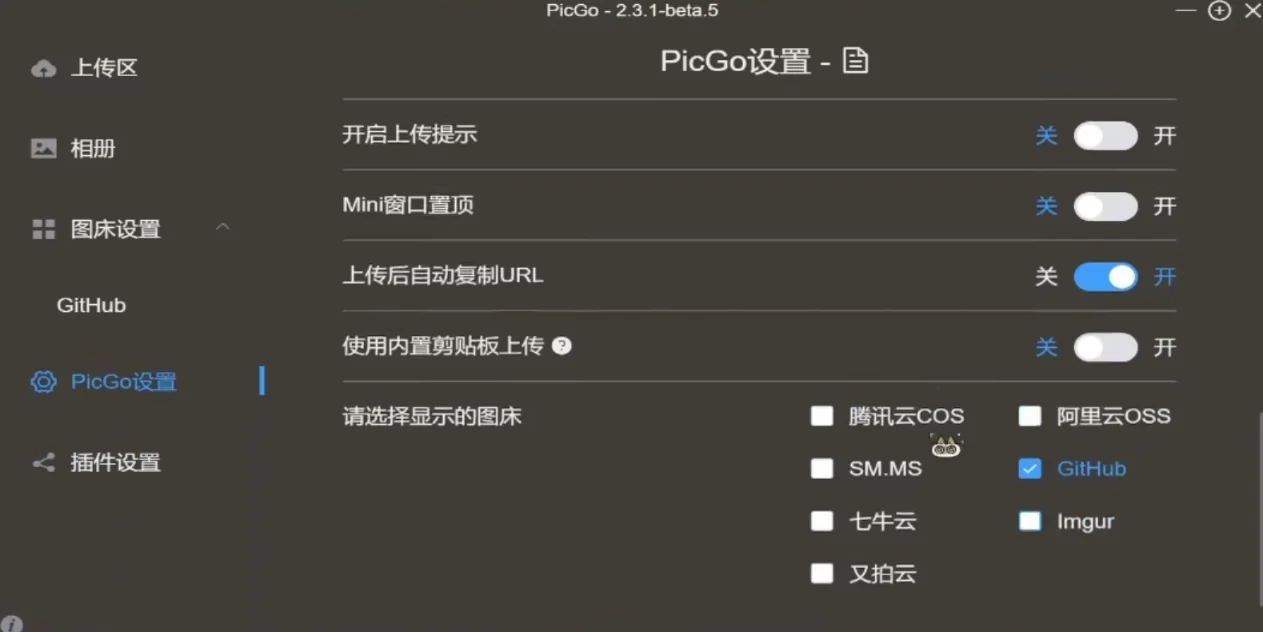 PicGo - 2.3.1-beta.5
上传区
相册
图床设置
GitHub
PicGo设置
插件设置
PicGo设置 -
开启上传提示 关 开
Mini窗口置顶 关 开
上传后自动复制URL 关 开
使用内置剪贴板上传 ? 关 开
请选择显示的图床 腾讯云COS 阿里云OSS
SM.MS GitHub
七牛云 Imgur
又拍云